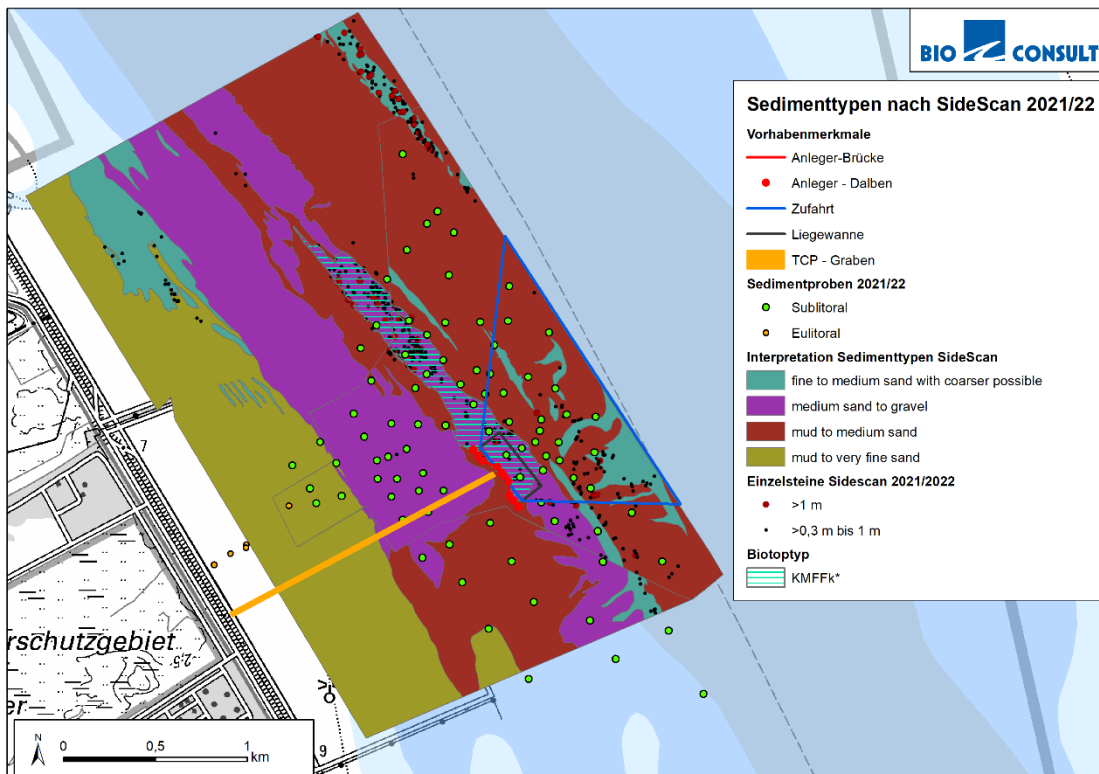 BIO CONSULT
Sedimenttypen nach SideScan 2021/22
Vorhabenmerkmale
Anleger-Brücke
Anleger - Dalben
Zufahrt
Liegewanne
TCP - Graben
Sedimentproben 2021/22
Sublitoral
Eulitoral
Interpretation Sedimenttypen SideScan
fine to medium sand with coarser possible
medium sand to gravel
mud to medium sand
mud to very fine sand
Einzelsteine Sidescan 2021/2022
>1 m
>0,3 m bis 1 m
Biotoptyp
KMFFk*
7
rschutzgebiet
-2,5
er
9
N
0 0,5 1
km